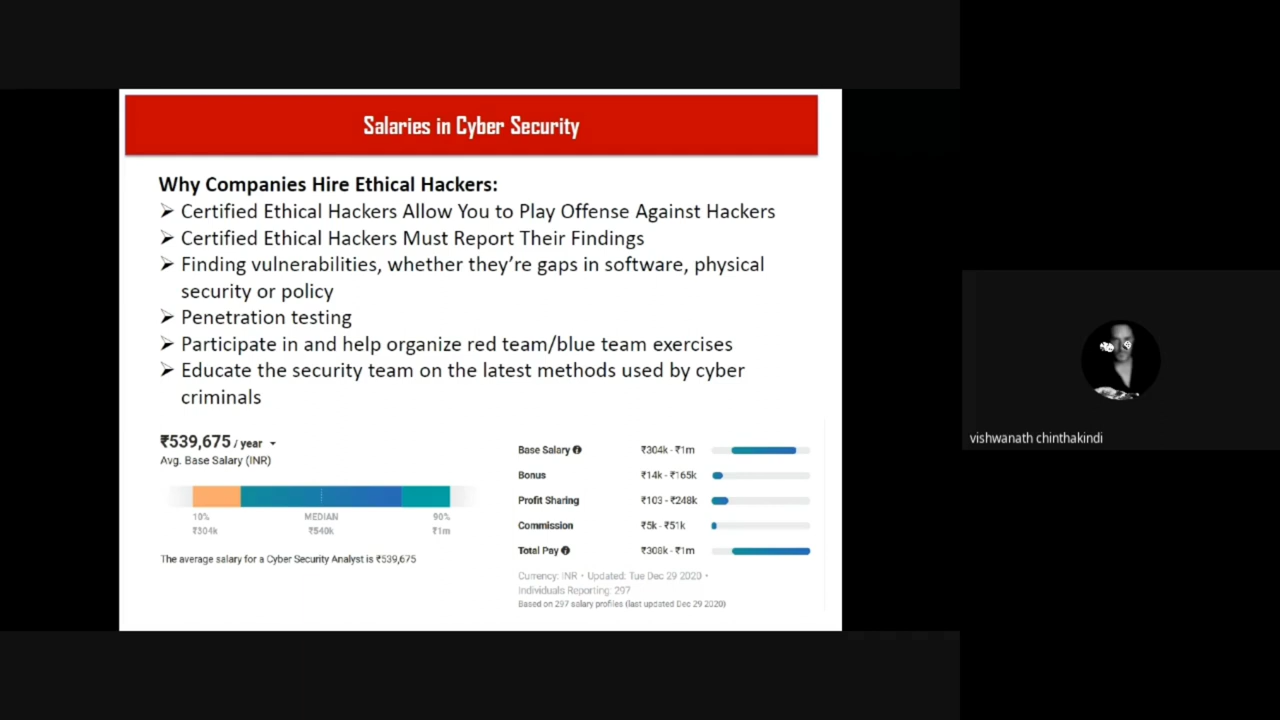 Salaries in Cyber Security
Why Companies Hire Ethical Hackers:
➢ Certified Ethical Hackers Allow You to Play Offense Against Hackers
➢ Certified Ethical Hackers Must Report Their Findings
➢ Finding vulnerabilities, whether they’re gaps in software, physical
security or policy
➢ Penetration testing
➢ Participate in and help organize red team/blue team exercises
➢ Educate the security team on the latest methods used by cyber
criminals
₹539,675 / year
Avg. Base Salary (INR)
10% MEDIAN 90%
₹304k ₹540k ₹1m
The average salary for a Cyber Security Analyst is ₹539,675
Base Salary ₹304k - ₹1m
Bonus ₹14k - ₹165k
Profit Sharing ₹103 - ₹248k
Commission ₹5k - ₹51k
Total Pay ₹308k - ₹1m
Currency: INR • Updated: Tue Dec 29 2020 •
Individuals Reporting: 297
Based on 297 salary profiles (last updated Dec 29 2020)
vishwanath chinthakindi